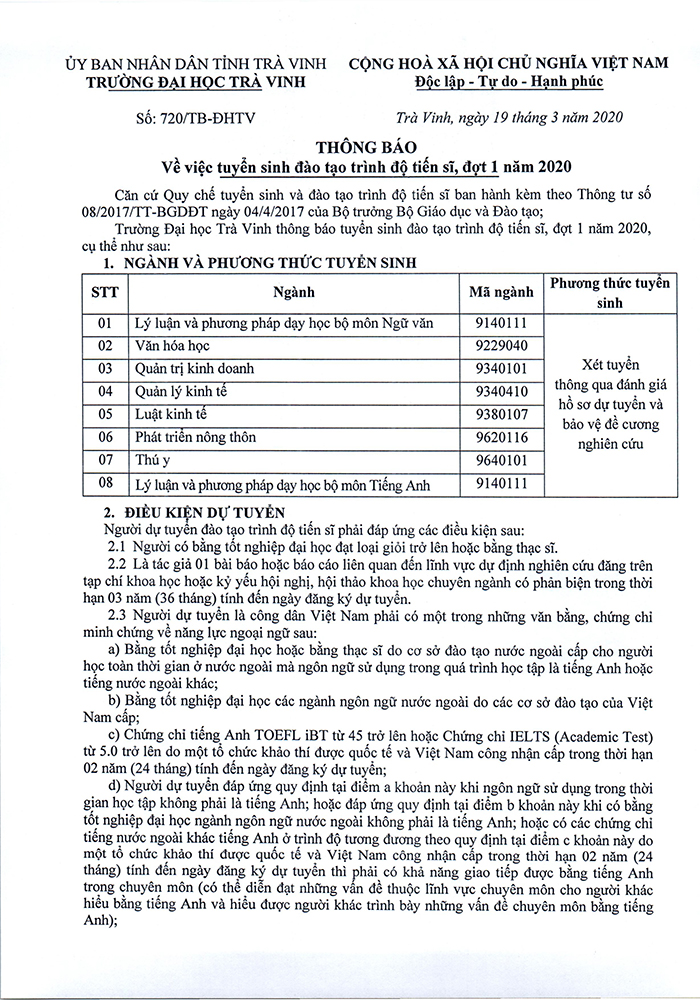 ỦY BAN NHÂN DÂN TỈNH TRÀ VINH
TRƯỜNG ĐẠI HỌC TRÀ VINH
CỘNG HOÀ XÃ HỘI CHỦ NGHĨA VIỆT NAM
Độc lập - Tự do - Hạnh phúc
Số: 720/TB-ĐHTV
Trà Vinh, ngày 19 tháng 3 năm 2020
THÔNG BÁO
Về việc tuyển sinh đào tạo trình độ tiến sĩ, đợt 1 năm 2020
Căn cứ Quy chế tuyển sinh và đào tạo trình độ tiến sĩ ban hành kèm theo Thông tư số
08/2017/TT-BGDĐT ngày 04/4/2017 của Bộ trưởng Bộ Giáo dục và Đào tạo;
Trường Đại học Trà Vinh thông báo tuyển sinh đào tạo trình độ tiến sĩ, đợt 1 năm 2020,
cụ thể như sau:
1. NGÀNH VÀ PHƯƠNG THỨC TUYỂN SINH
STT Ngành Mã ngành Phương thức tuyển
sinh
01 Lý luận và phương pháp dạy học bộ môn Ngữ văn 9140111
02 Văn hóa học 9229040
03 Quản trị kinh doanh 9340101
04 Quản lý kinh tế 9340410
05 Luật kinh tế 9380107
06 Phát triển nông thôn 9620116
07 Thú y 9640101
08 Lý luận và phương pháp dạy học bộ môn Tiếng Anh 9140111
Xét tuyển
thông qua đánh giá
hồ sơ dự tuyển và
bảo vệ đề cương
nghiên cứu
2. ĐIỀU KIỆN DỰ TUYỂN
Người dự tuyển đào tạo trình độ tiến sĩ phải đáp ứng các điều kiện sau:
2.1 Người có bằng tốt nghiệp đại học đạt loại giỏi trở lên hoặc bằng thạc sĩ.
2.2 Là tác giả 01 bài báo hoặc báo cáo liên quan đến lĩnh vực dự định nghiên cứu đăng trên
tạp chí khoa học hoặc kỷ yếu hội nghị, hội thảo khoa học chuyên ngành có phản biện trong thời
hạn 03 năm (36 tháng) tính đến ngày đăng ký dự tuyển.
2.3 Người dự tuyển là công dân Việt Nam phải có một trong những văn bằng, chứng chỉ
minh chứng về năng lực ngoại ngữ sau:
a) Bằng tốt nghiệp đại học hoặc bằng thạc sĩ do cơ sở đào tạo nước ngoài cấp cho người
học toàn thời gian ở nước ngoài mà ngôn ngữ sử dụng trong quá trình học tập là tiếng Anh hoặc
tiếng nước ngoài khác;
b) Bằng tốt nghiệp đại học các ngành ngôn ngữ nước ngoài do các cơ sở đào tạo của Việt
Nam cấp;
c) Chứng chỉ tiếng Anh TOEFL iBT từ 45 trở lên hoặc Chứng chỉ IELTS (Academic Test)
từ 5.0 trở lên do một tổ chức khảo thí được quốc tế và Việt Nam công nhận cấp trong thời hạn
02 năm (24 tháng) tính đến ngày đăng ký dự tuyển;
d) Người dự tuyển đáp ứng quy định tại điểm a khoản này khi ngôn ngữ sử dụng trong thời
gian học tập không phải là tiếng Anh; hoặc đáp ứng quy định tại điểm b khoản này khi có bằng
tốt nghiệp đại học ngành ngôn ngữ nước ngoài không phải là tiếng Anh; hoặc có các chứng chỉ
tiếng nước ngoài khác tiếng Anh ở trình độ tương đương theo quy định tại điểm c khoản này do
một tổ chức khảo thí được quốc tế và Việt Nam công nhận cấp trong thời hạn 02 năm (24
tháng) tính đến ngày đăng ký dự tuyển thì phải có khả năng giao tiếp được bằng tiếng Anh
trong chuyên môn (có thể diễn đạt những vấn đề thuộc lĩnh vực chuyên môn cho người khác
hiểu bằng tiếng Anh và hiểu được người khác trình bày những vấn đề chuyên môn bằng tiếng
Anh);